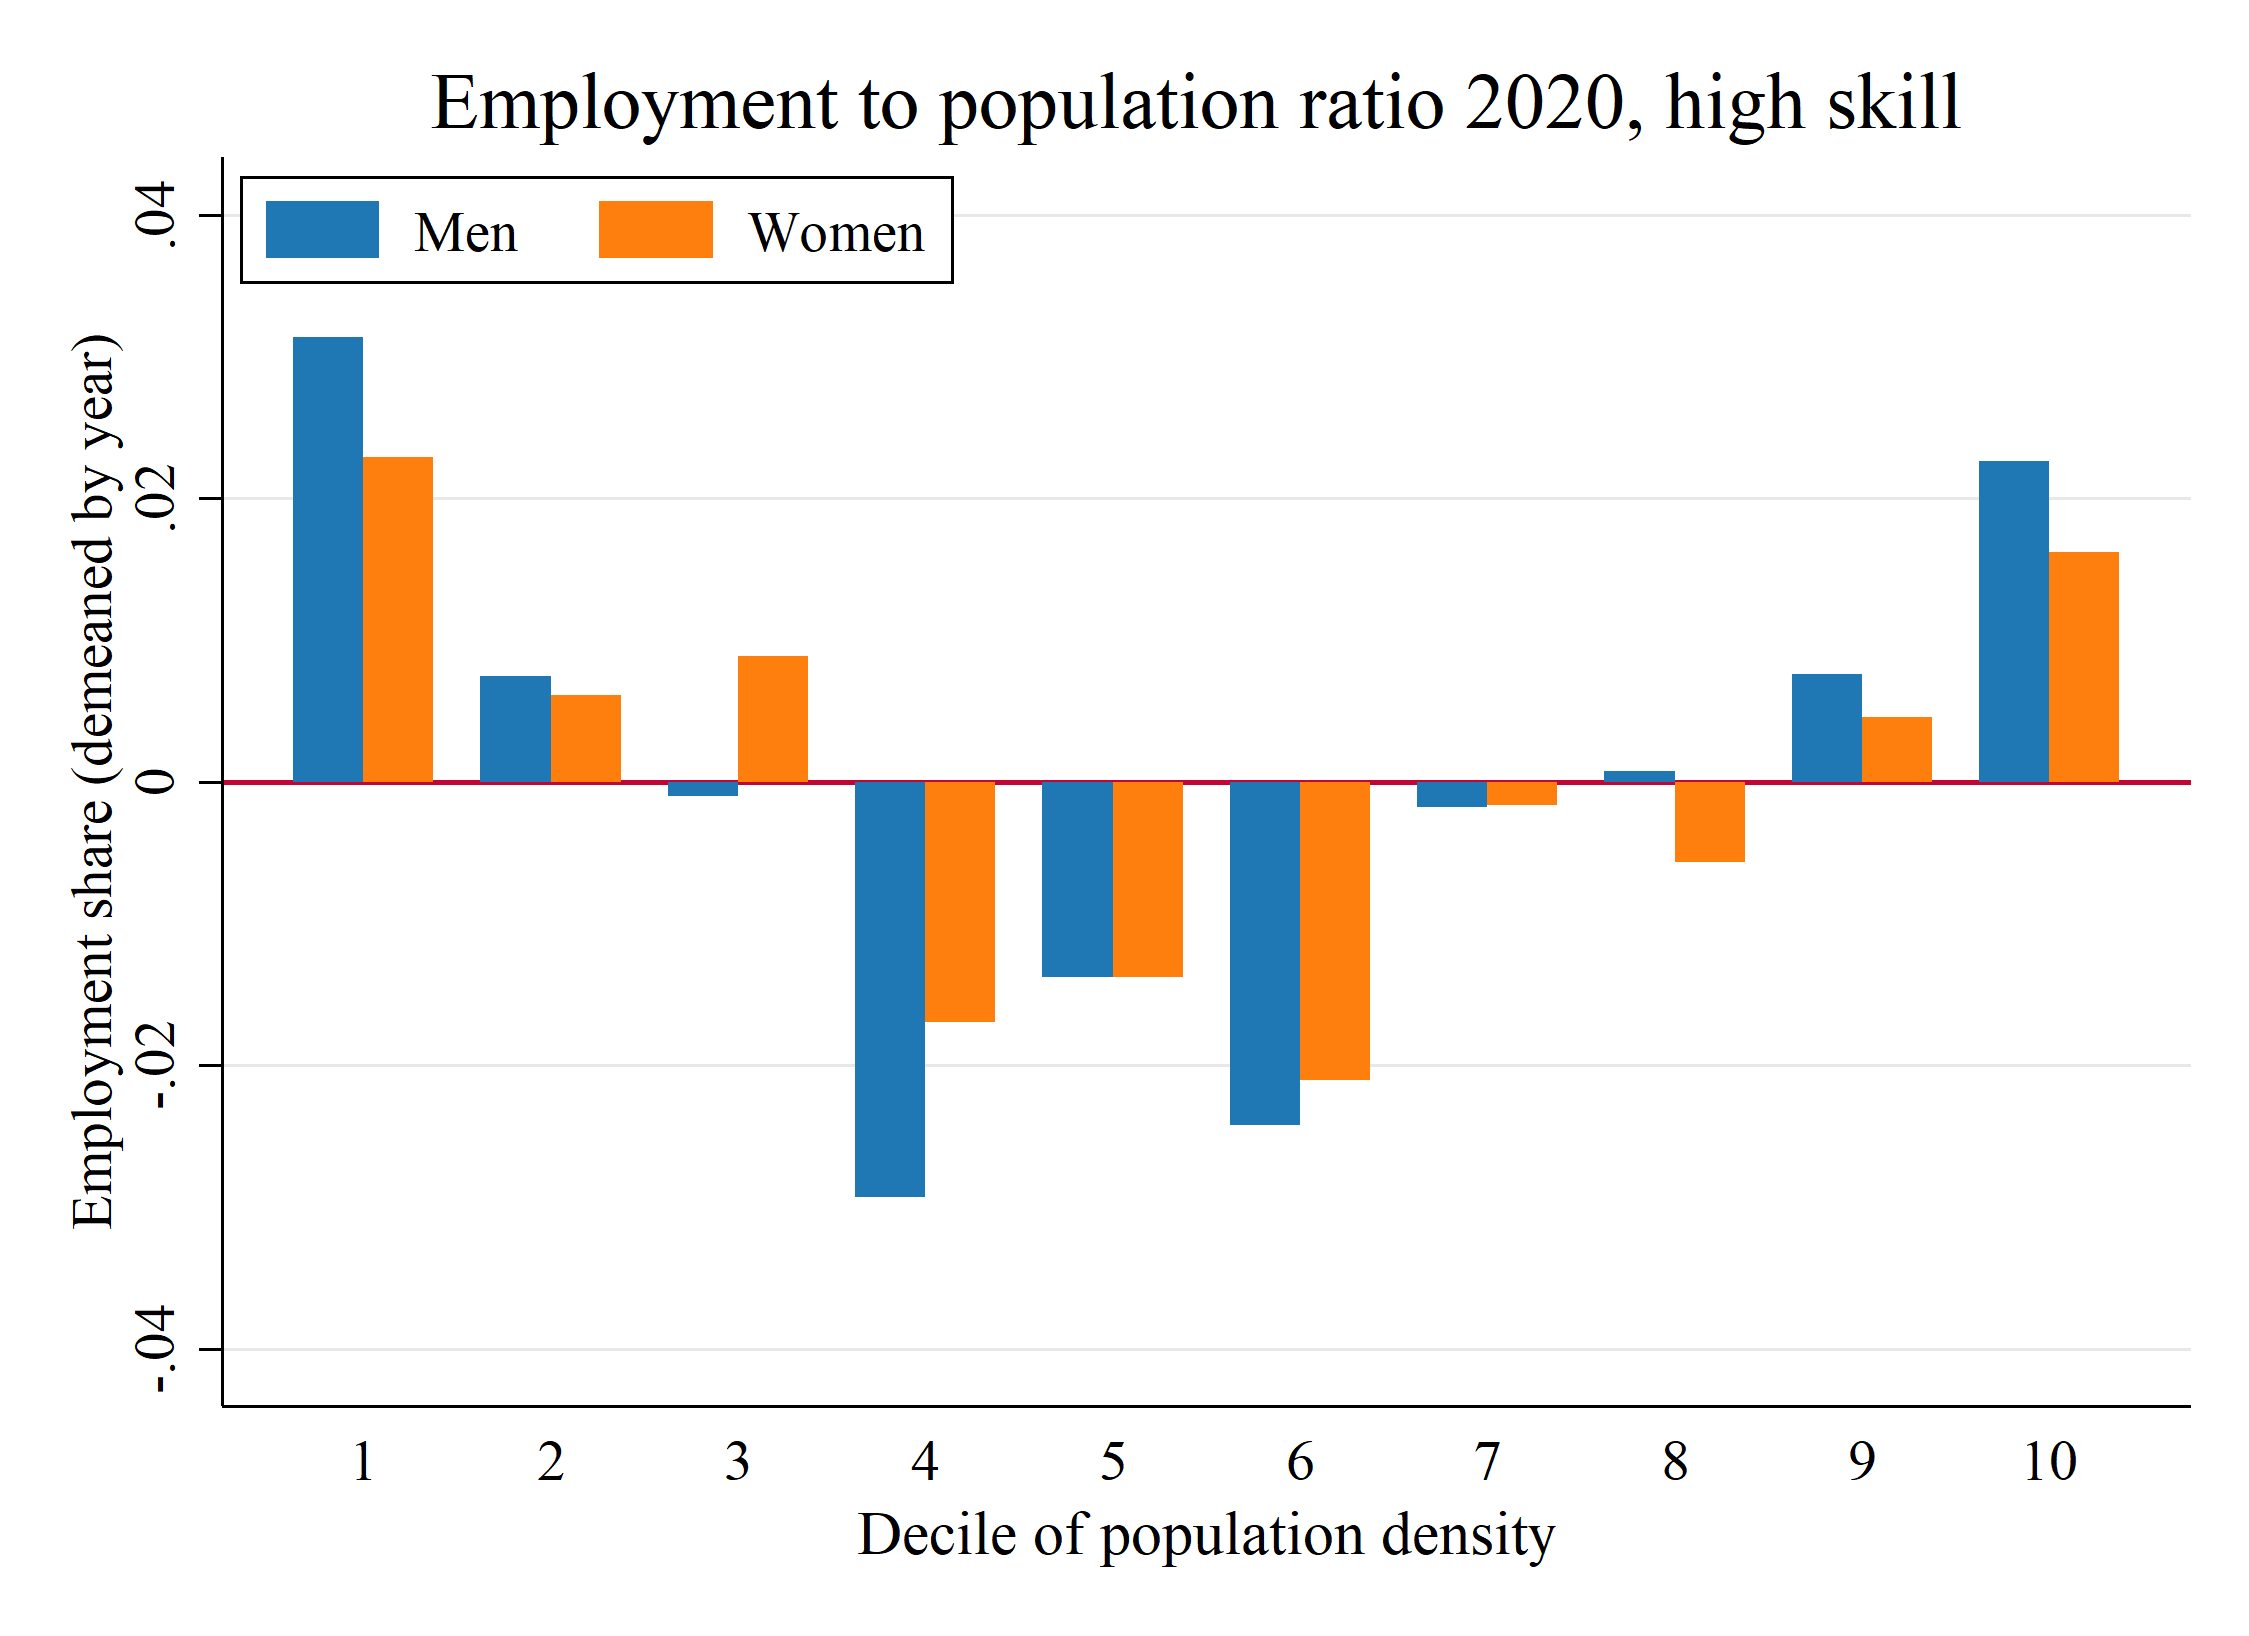 Employment to population ratio 2020, high skill
Men
Women
Employment share (demeaned by year)
.04
.02
0
-.02
-.04
1 2 3 4 5 6 7 8 9 10
Decile of population density